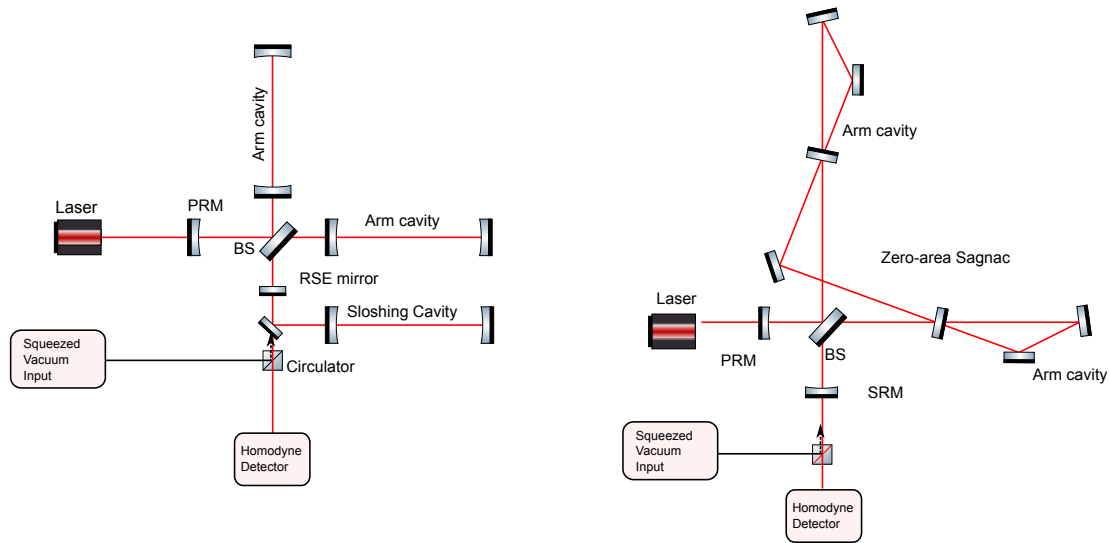 Arm cavity
Laser
PRM
Arm cavity
BS
RSE mirror
Sloshing Cavity
Squeezed
Vacuum
Input
Circulator
Homodyne
Detector
Arm cavity
Zero-area Sagnac
Laser
PRM
BS
Arm cavity
SRM
Squeezed
Vacuum
Input
Homodyne
Detector